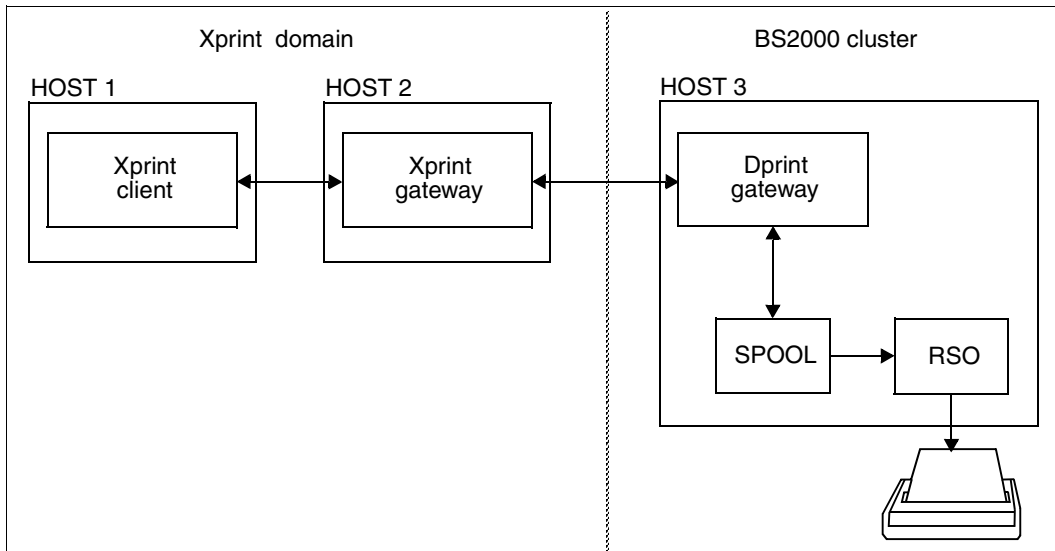 Xprint domain
BS2000 cluster
HOST 1
HOST 2
HOST 3
Xprint
client
Xprint
gateway
Dprint
gateway
SPOOL
RSO